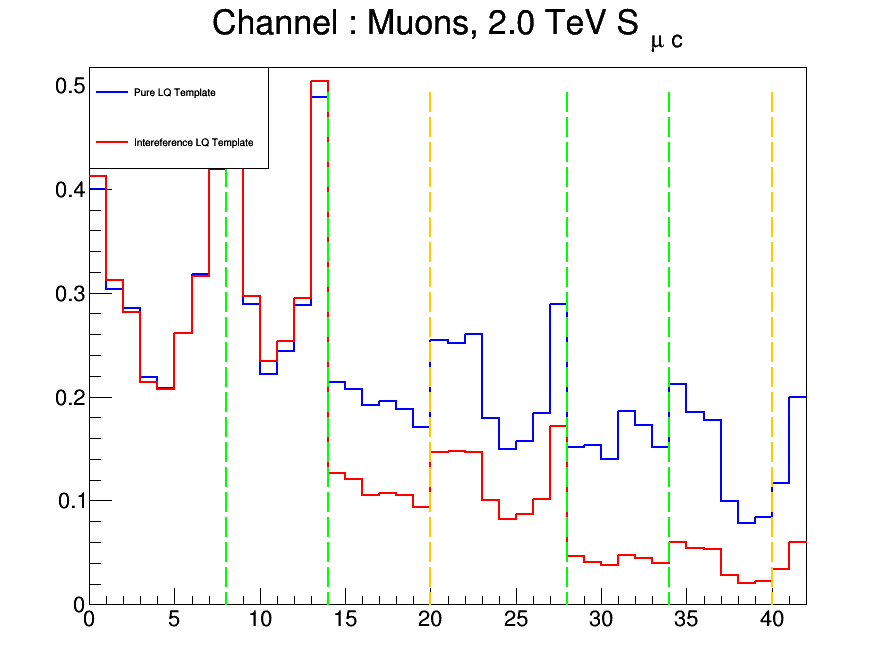 Channel : Muons, 2.0 TeV S μ c
Pure LQ Template
Intereference LQ Template
0.5
0.4
0.3
0.2
0.1
0
0 5 10 15 20 25 30 35 40